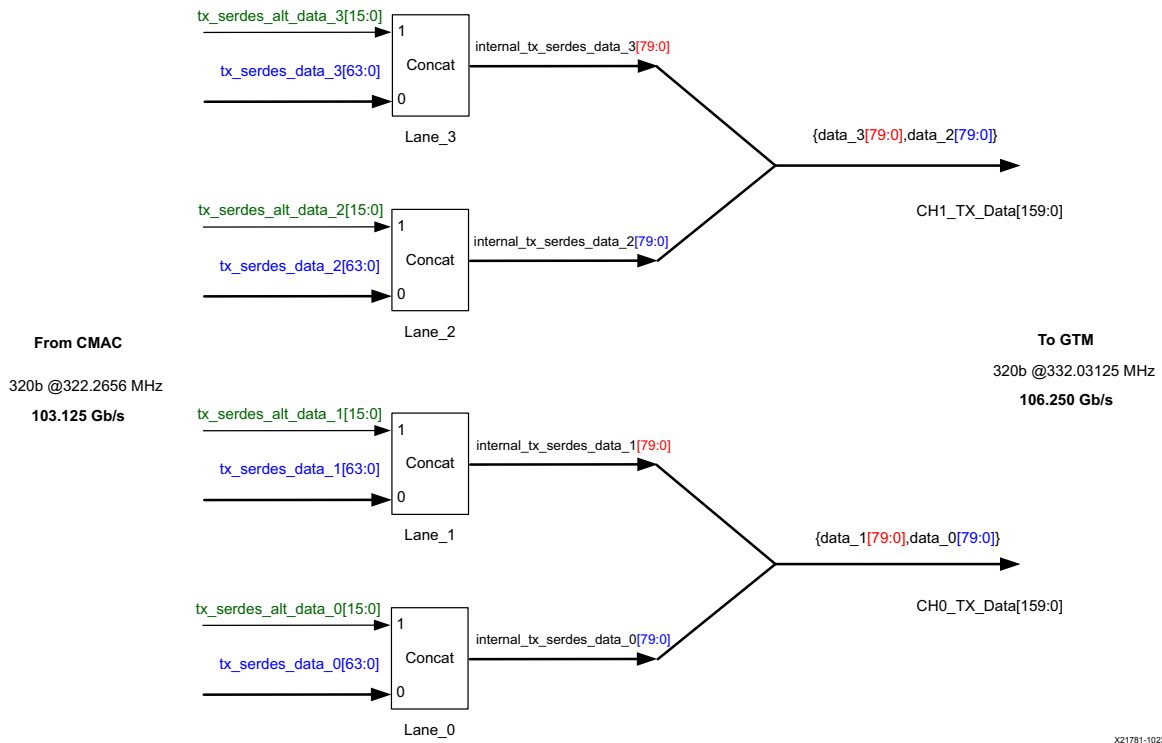 tx_serdes_alt_data_3[15:0]
1
internal_tx_serdes_data_3[79:0]
Concat
tx_serdes_data_3[63:0]
0
Lane_3
{data_3[79:0],data_2[79:0]}
CH1_TX_Data[159:0]
tx_serdes_alt_data_2[15:0]
1
internal_tx_serdes_data_2[79:0]
Concat
tx_serdes_data_2[63:0]
0
Lane_2
From CMAC
320b @322.2656 MHz
103.125 Gb/s
To GTM
320b @332.03125 MHz
106.250 Gb/s
tx_serdes_alt_data_1[15:0]
1
internal_tx_serdes_data_1[79:0]
Concat
tx_serdes_data_1[63:0]
0
Lane_1
{data_1[79:0],data_0[79:0]}
CH0_TX_Data[159:0]
tx_serdes_alt_data_0[15:0]
1
internal_tx_serdes_data_0[79:0]
Concat
tx_serdes_data_0[63:0]
0
Lane_0